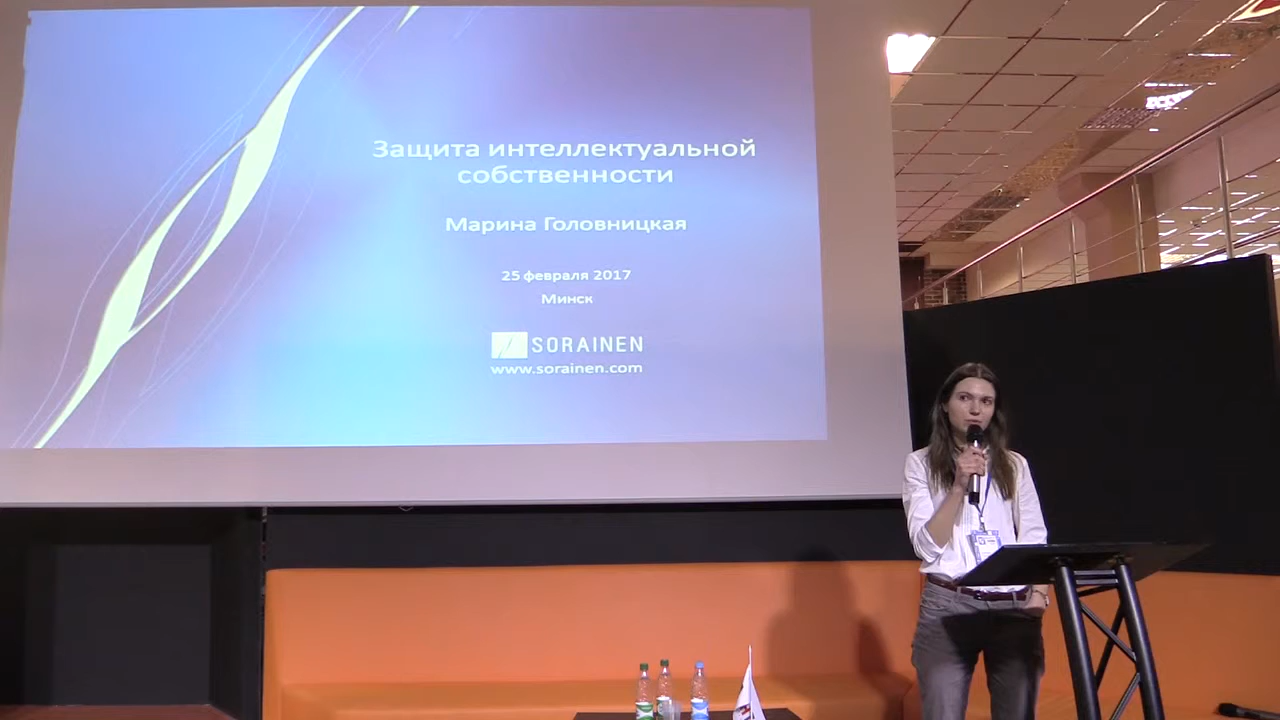 Защита интеллектуальной
собственности
Марина Головницкая
25 февраля 2017
Минск
SORAINEN
www.sorainen.com